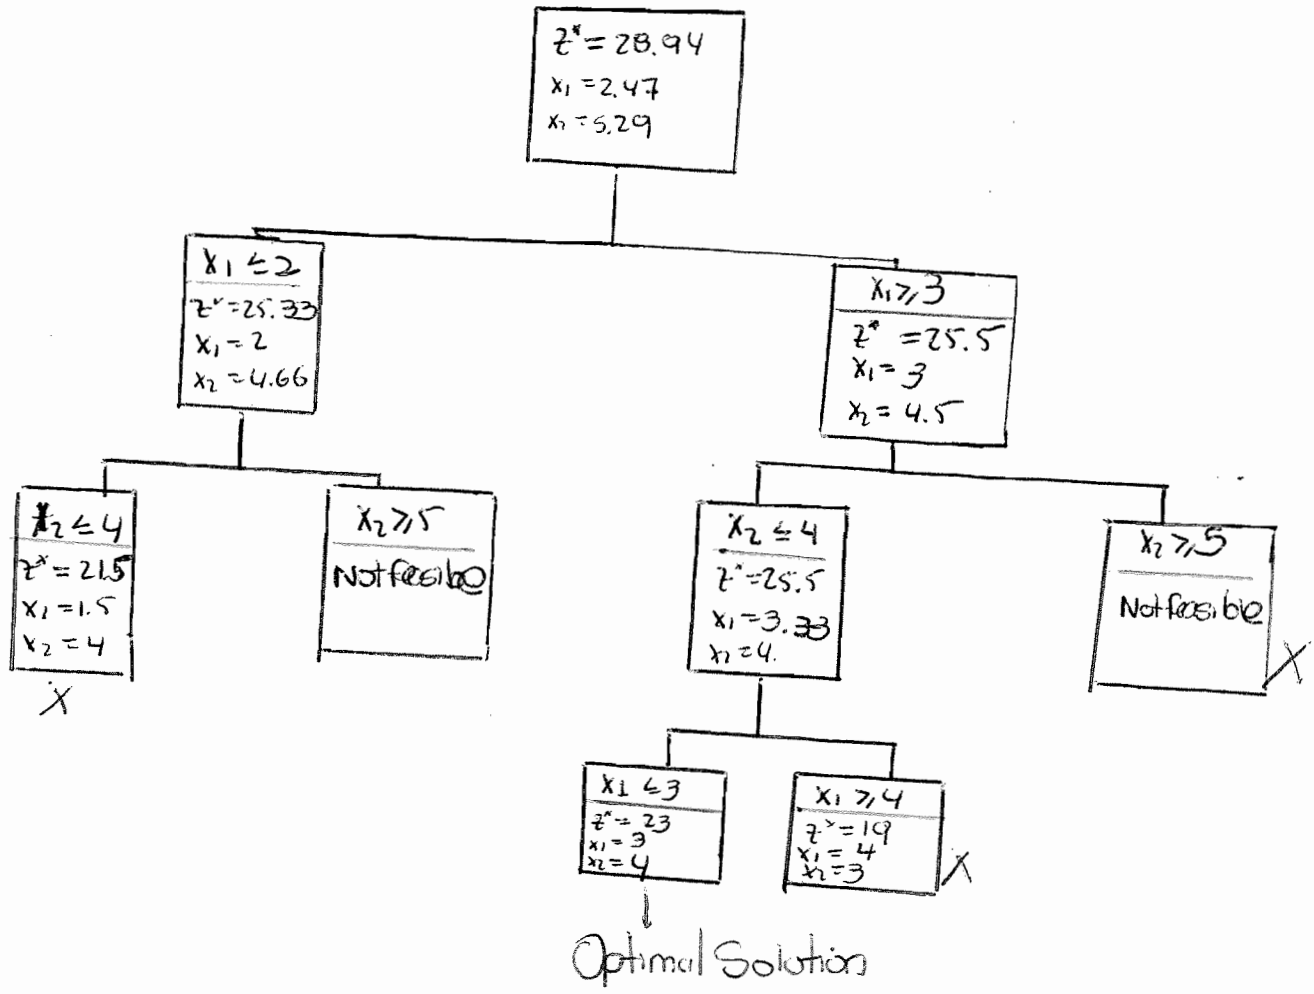 z* = 28.94
x₁ = 2.47
x₂ = 5.29
x₁ ≤ 2
z* = 25.33
x₁ = 2
x₂ = 4.66
x₁ ≥ 3
z* = 25.5
x₁ = 3
x₂ = 4.5
x₂ ≤ 4
z* = 21.5
x₁ = 1.5
x₂ = 4
X
x₂ ≥ 5
Not feasible
x₂ ≤ 4
z* = 25.5
x₁ = 3.33
x₂ = 4.
x₂ ≥ 5
Not feasible
X
x1 ≤ 3
z* = 23
x₁ = 3
x₂ = 4
x₁ ≥ 4
z* = 19
x₁ = 4
x₂ = 3
X
Optimal Solution